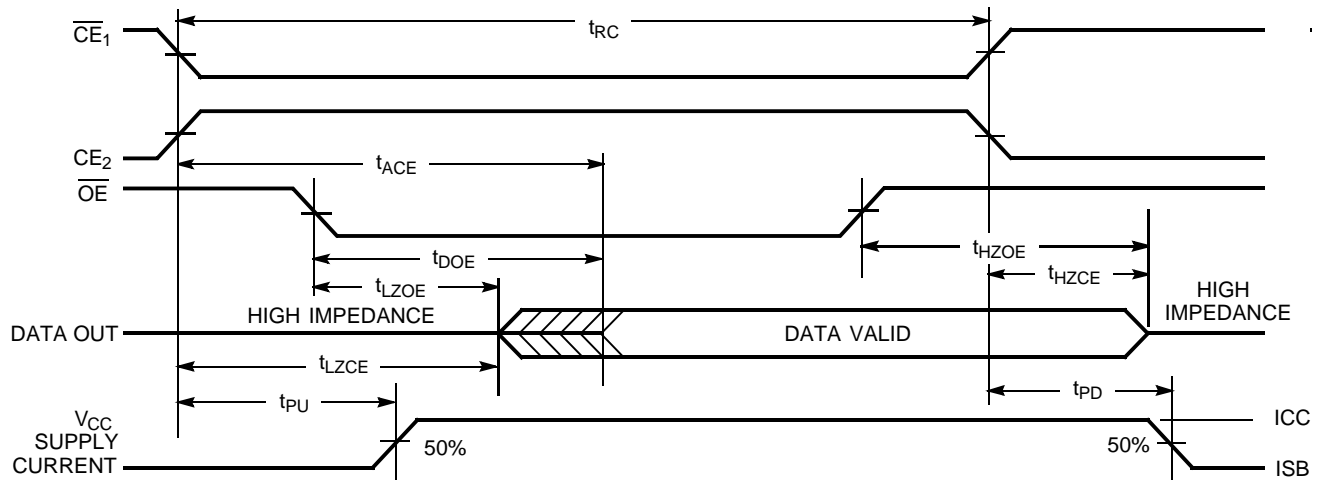 CE1
tRC
CE2
tACE
OE
tDOE
tHZOE
tLZOE
tHZCE
DATA OUT
HIGH IMPEDANCE
DATA VALID
HIGH
IMPEDANCE
tLZCE
tPU
tPD
VCC
SUPPLY
CURRENT
50%
50%
ICC
ISB